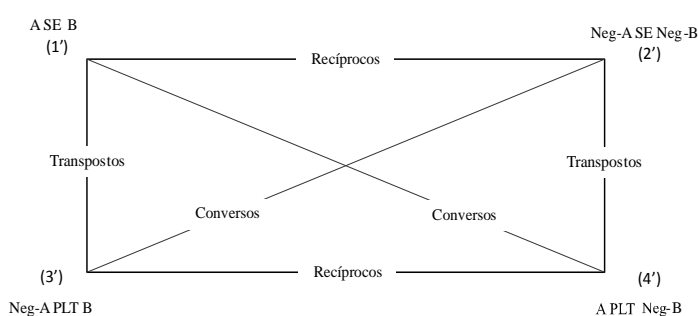 A SE B
(1')
Neg-A SE Neg-B
(2')
Recíprocos
Transpostos
Transpostos
Conversos
Conversos
Recíprocos
(3')
(4')
Neg-A PLT B
A PLT Neg-B